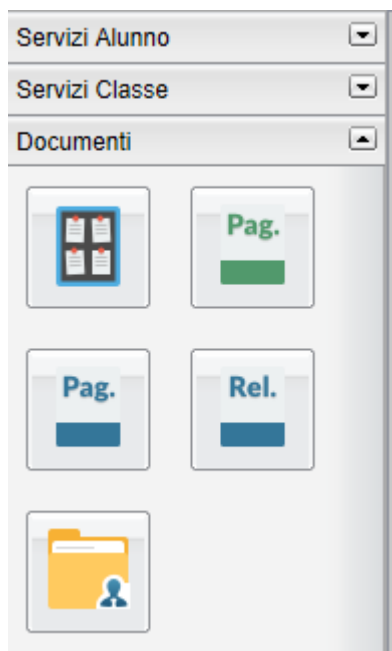 Servizi Alunno
Servizi Classe
Documenti
Pag.
Pag.
Rel.